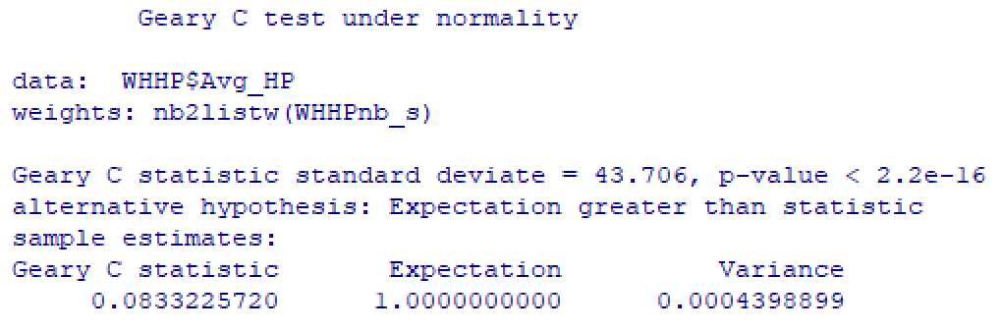 Geary C test under normality
data: WHHP$Avg_HP
weights: nb2listw(WHHPnb_s)
Geary C statistic standard deviate = 43.706, p-value < 2.2e-16
alternative hypothesis: Expectation greater than statistic
sample estimates:
Geary C statistic Expectation Variance
0.0833225720 1.0000000000 0.0004398899